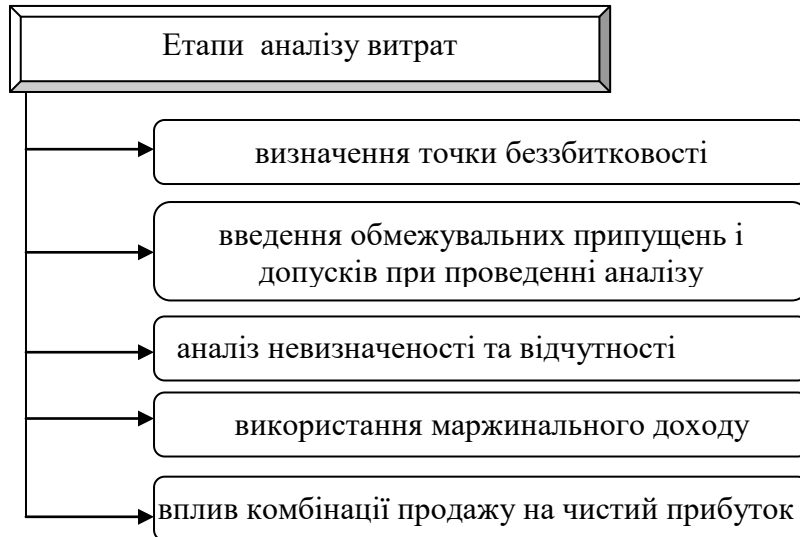 Етапи аналізу витрат
визначення точки беззбитковості
введення обмежувальних припущень і
допусків при проведенні аналізу
аналіз невизначеності та відчутності
використання маржинального доходу
вплив комбінації продажу на чистий прибуток